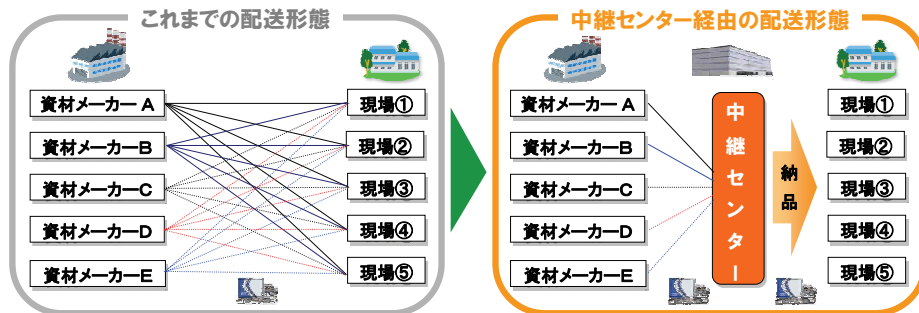 これまでの配送形態
資材メーカーA
資材メーカーB
資材メーカーC
資材メーカーD
資材メーカーE
現場①
現場②
現場③
現場④
現場⑤
中継センター経由の配送形態
資材メーカーA
資材メーカーB
資材メーカーC
資材メーカーD
資材メーカーE
中継センター
納品
現場①
現場②
現場③
現場④
現場⑤